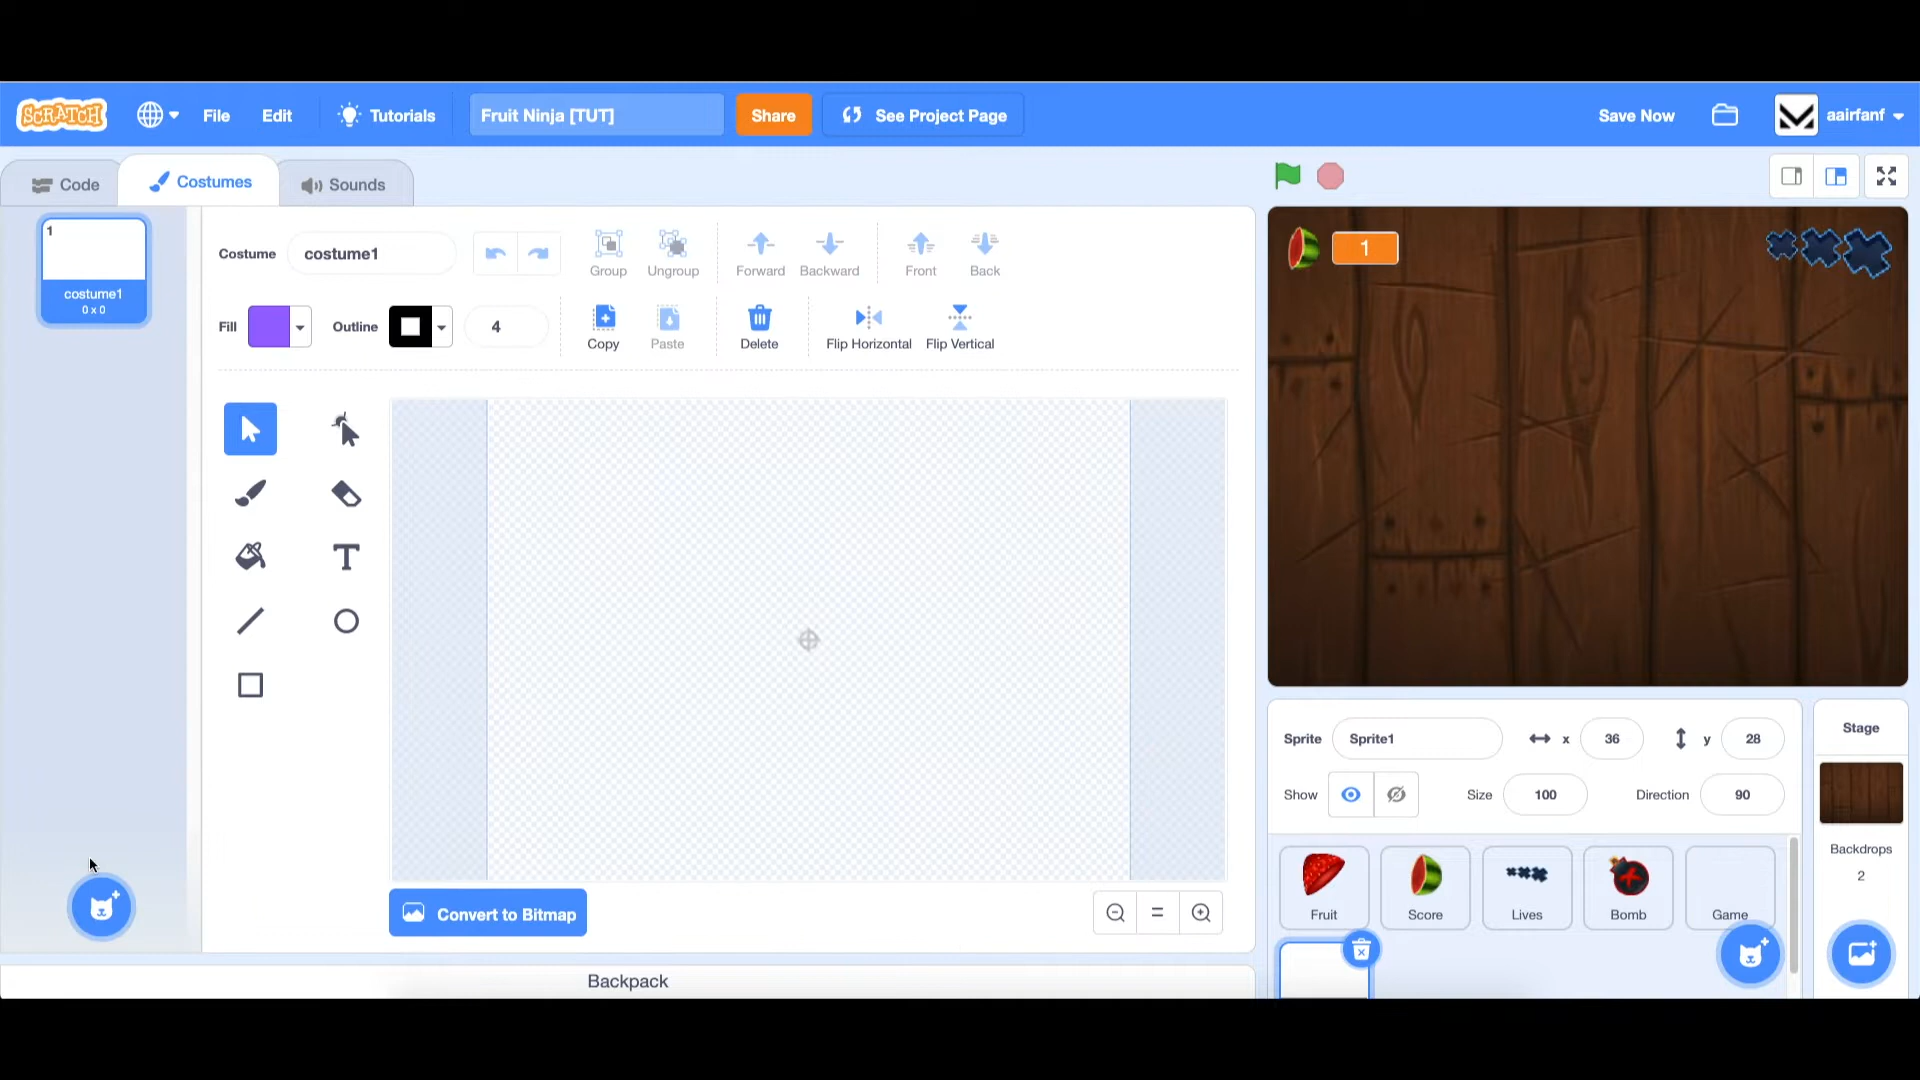 SCRATCH File Edit Tutorials Fruit Ninja [TUT] Share See Project Page Save Now aairfanf
Code Costumes Sounds
1
costume1
0 x 0
Costume costume1 Group Ungroup Forward Backward Front Back
Fill Outline 4 Copy Paste Delete Flip Horizontal Flip Vertical
Convert to Bitmap
Backpack
1
Sprite Sprite1 x 36 y 28
Show Size 100 Direction 90
Fruit Score Lives Bomb Game
Stage
Backdrops
2